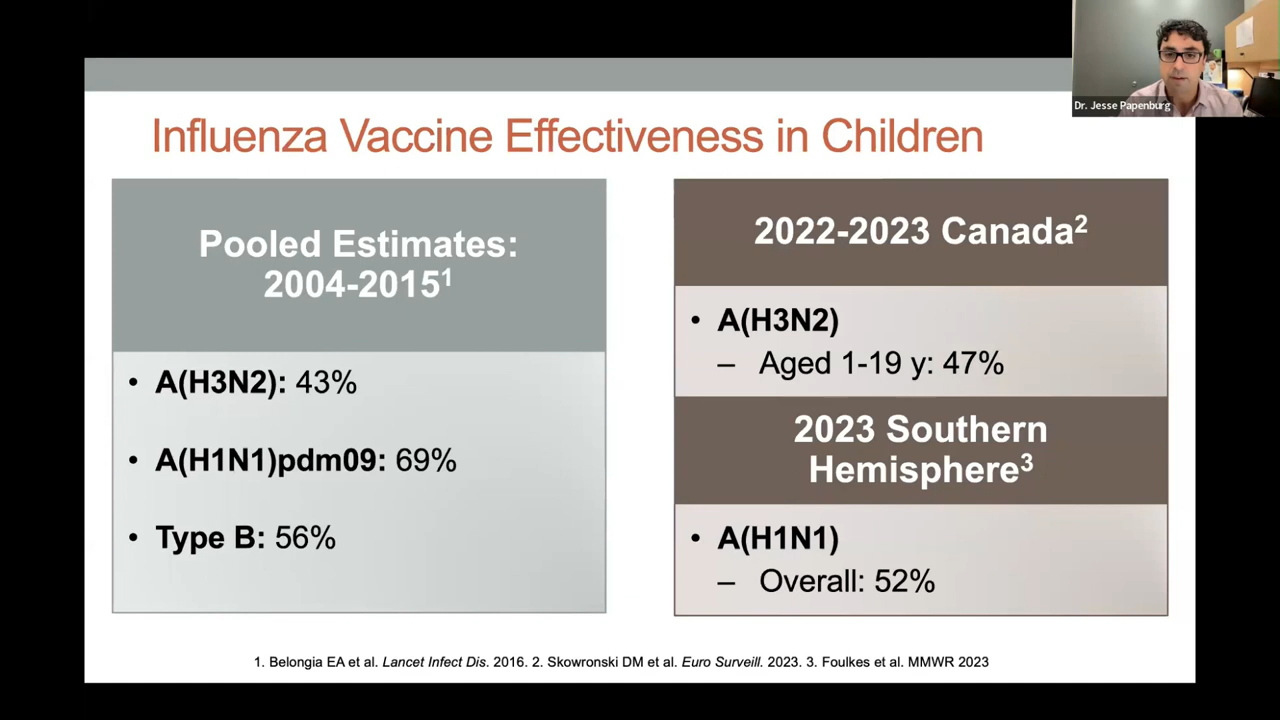 Dr. Jesse Papenburg
Influenza Vaccine Effectiveness in Children
Pooled Estimates:
2004-2015¹
• A(H3N2): 43%
• A(H1N1)pdm09: 69%
• Type B: 56%
2022-2023 Canada²
• A(H3N2)
– Aged 1-19 y: 47%
2023 Southern
Hemisphere³
• A(H1N1)
– Overall: 52%
1. Belongia EA et al. Lancet Infect Dis. 2016. 2. Skowronski DM et al. Euro Surveill. 2023. 3. Foulkes et al. MMWR 2023